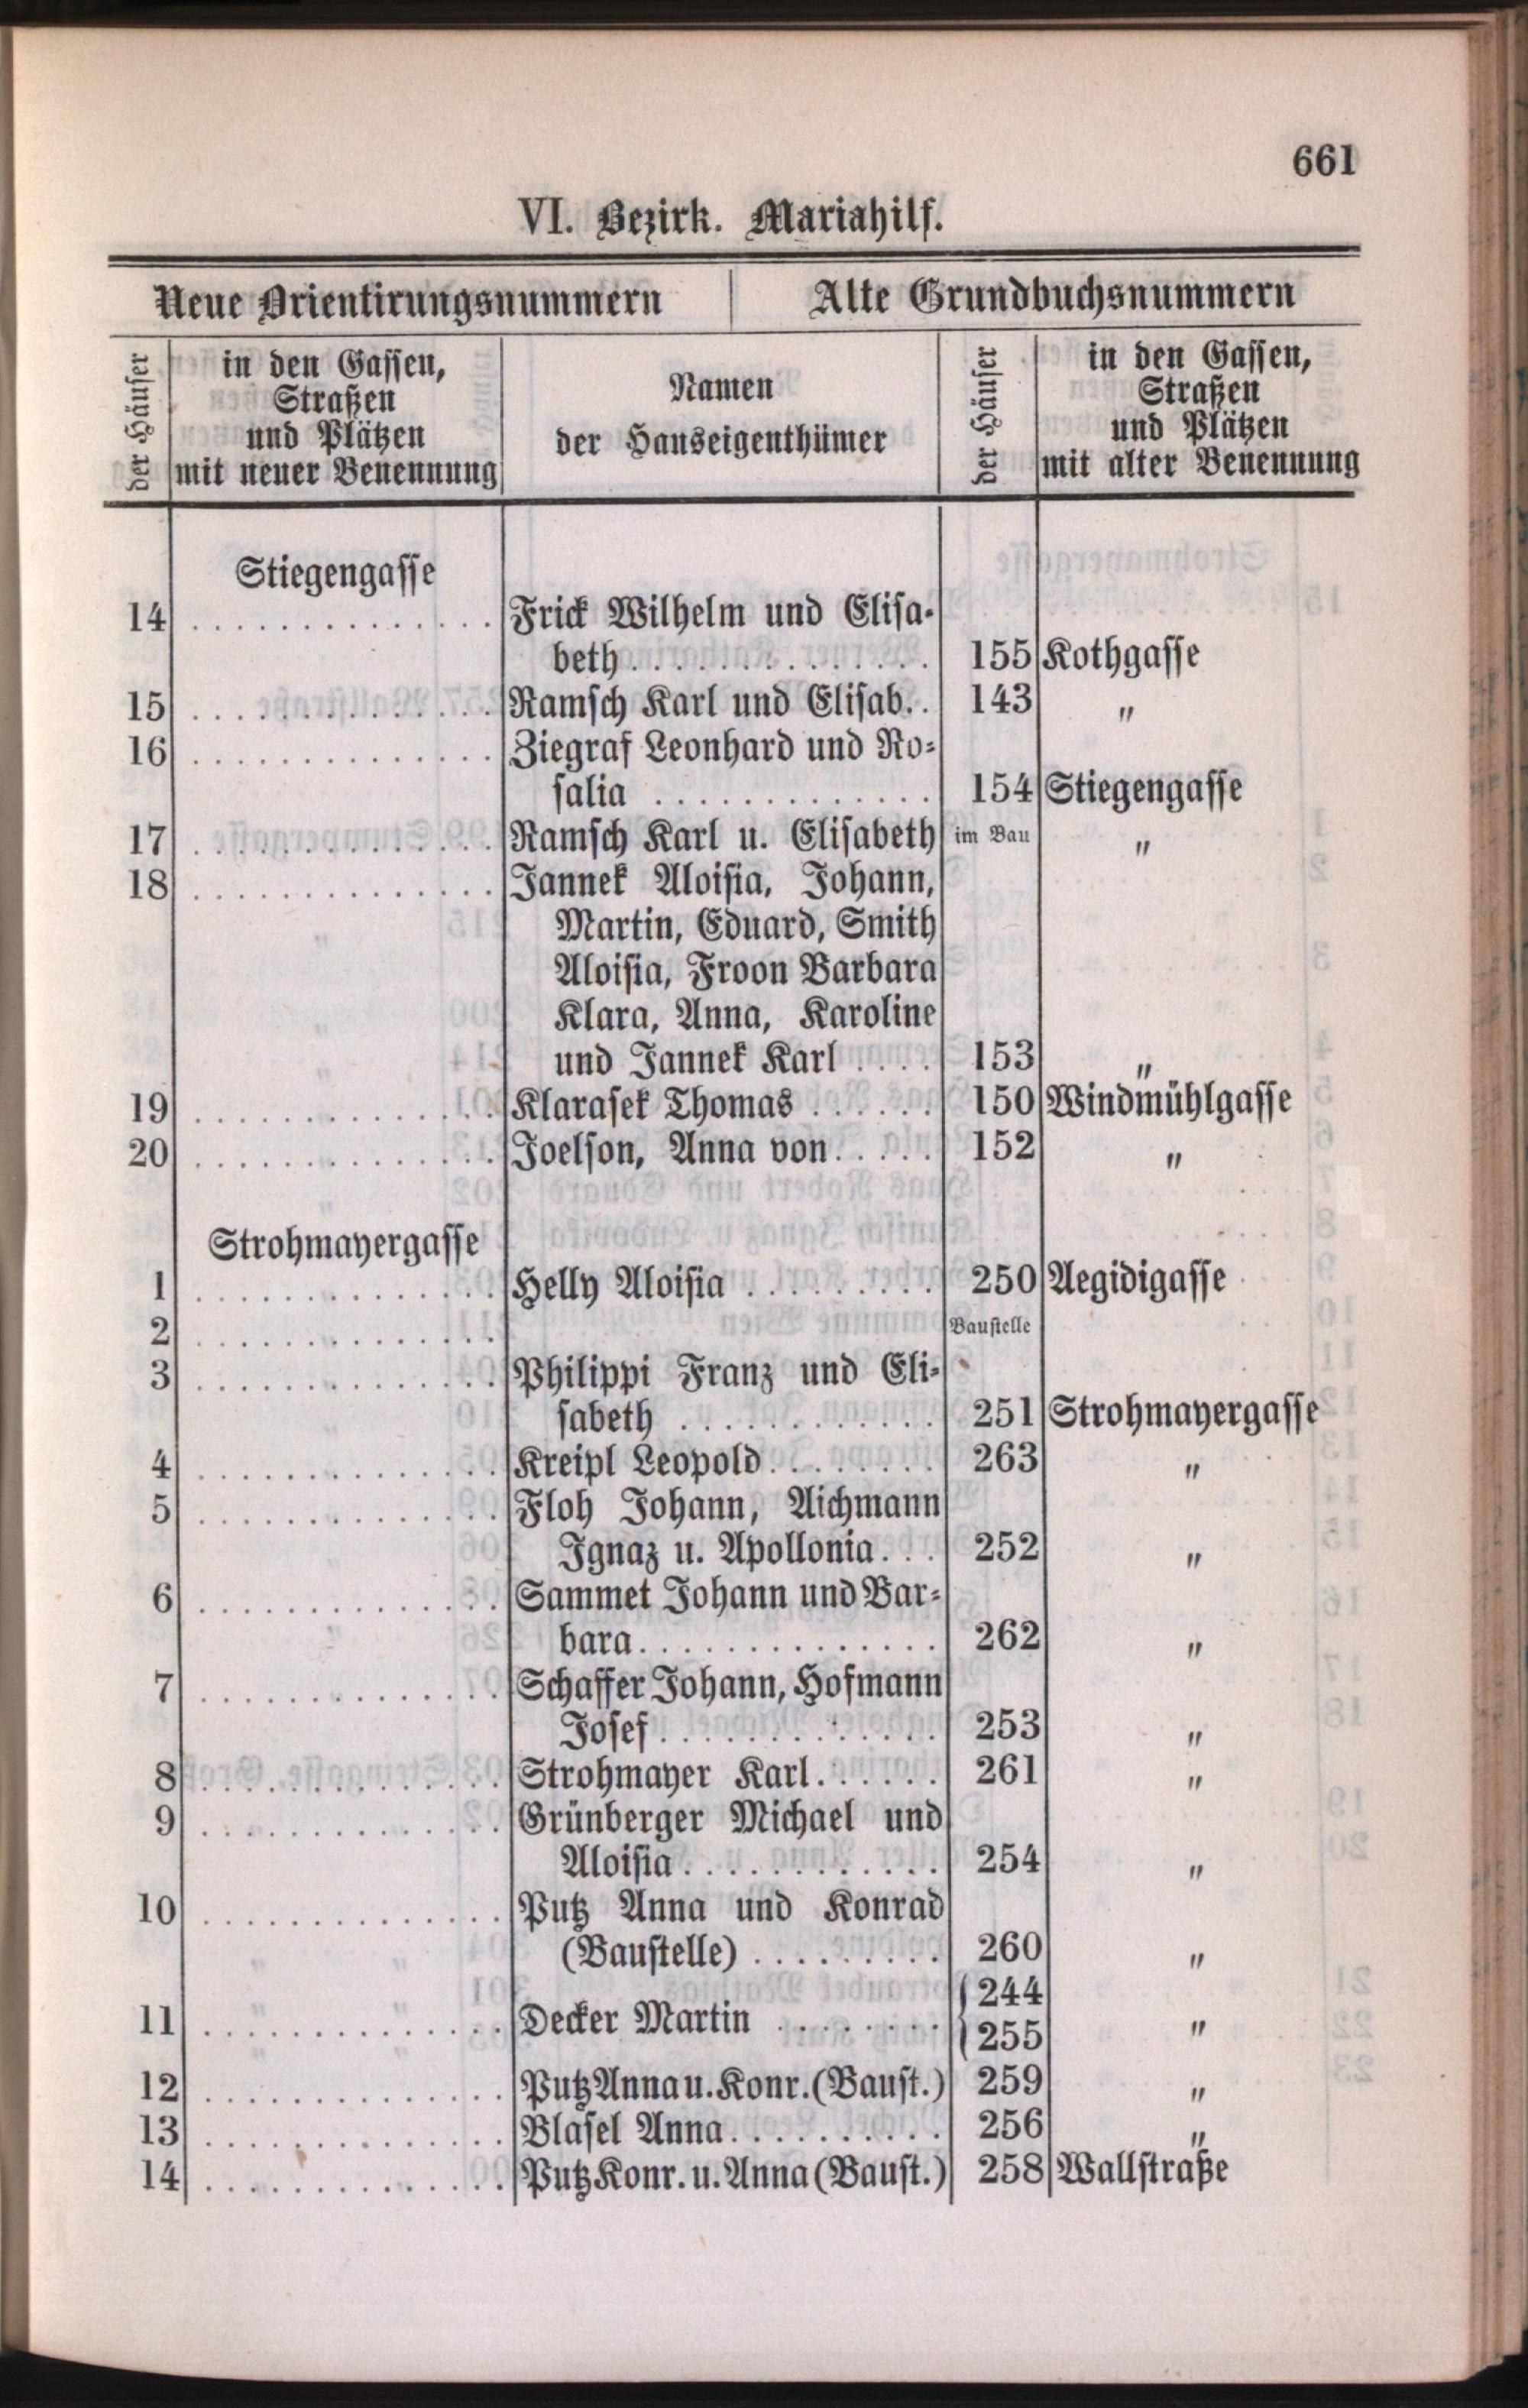 661
VI. Bezirk. Mariahilf.
Neue Orientirungsnummern Alte Grundbuchsnummern
der Häuser
in den Gassen,
Straßen
und Plätzen
mit neuer Benennung
Namen
der Hauseigenthümer
der Häuser
in den Gassen,
Straßen
und Plätzen
mit alter Benennung
Stiegengasse
14 .............. Frick Wilhelm und Elisa-
beth.............. 155 Kothgasse
15 .............. Ramsch Karl und Elisab.. 143 "
16 .............. Ziegraf Leonhard und Ro-
salia ............. 154 Stiegengasse
17 .............. Ramsch Karl u. Elisabeth im Bau "
18 .............. Jannek Aloisia, Johann,
Martin, Eduard, Smith
Aloisia, Froon Barbara
Klara, Anna, Karoline
und Jannek Karl .... 153 "
19 .............. Klarasek Thomas ...... 150 Windmühlgasse
20 .............. Joelson, Anna von..... 152 "
Strohmayergasse
1 .............. Helly Aloisia ......... 250 Aegidigasse
2 .............. Baustelle
3 .............. Philippi Franz und Eli-
sabeth ............ 251 Strohmayergasse
4 .............. Kreipl Leopold........ 263 "
5 .............. Floh Johann, Aichmann
Ignaz u. Apollonia... 252 "
6 .............. Sammet Johann und Bar-
bara.............. 262 "
7 .............. Schaffer Johann, Hofmann
Josef............. 253 "
8 .............. Strohmayer Karl...... 261 "
9 .............. Grünberger Michael und
Aloisia............ 254 "
10 .............. Putz Anna und Konrad
(Baustelle) ......... 260 "
11 .............. Decker Martin ........ {244
{255 "
12 .............. Putz Anna u. Konr. (Baust.) 259 "
13 .............. Blasel Anna.......... 256 "
14 .............. Putz Konr. u. Anna (Baust.) 258 Wallstraße